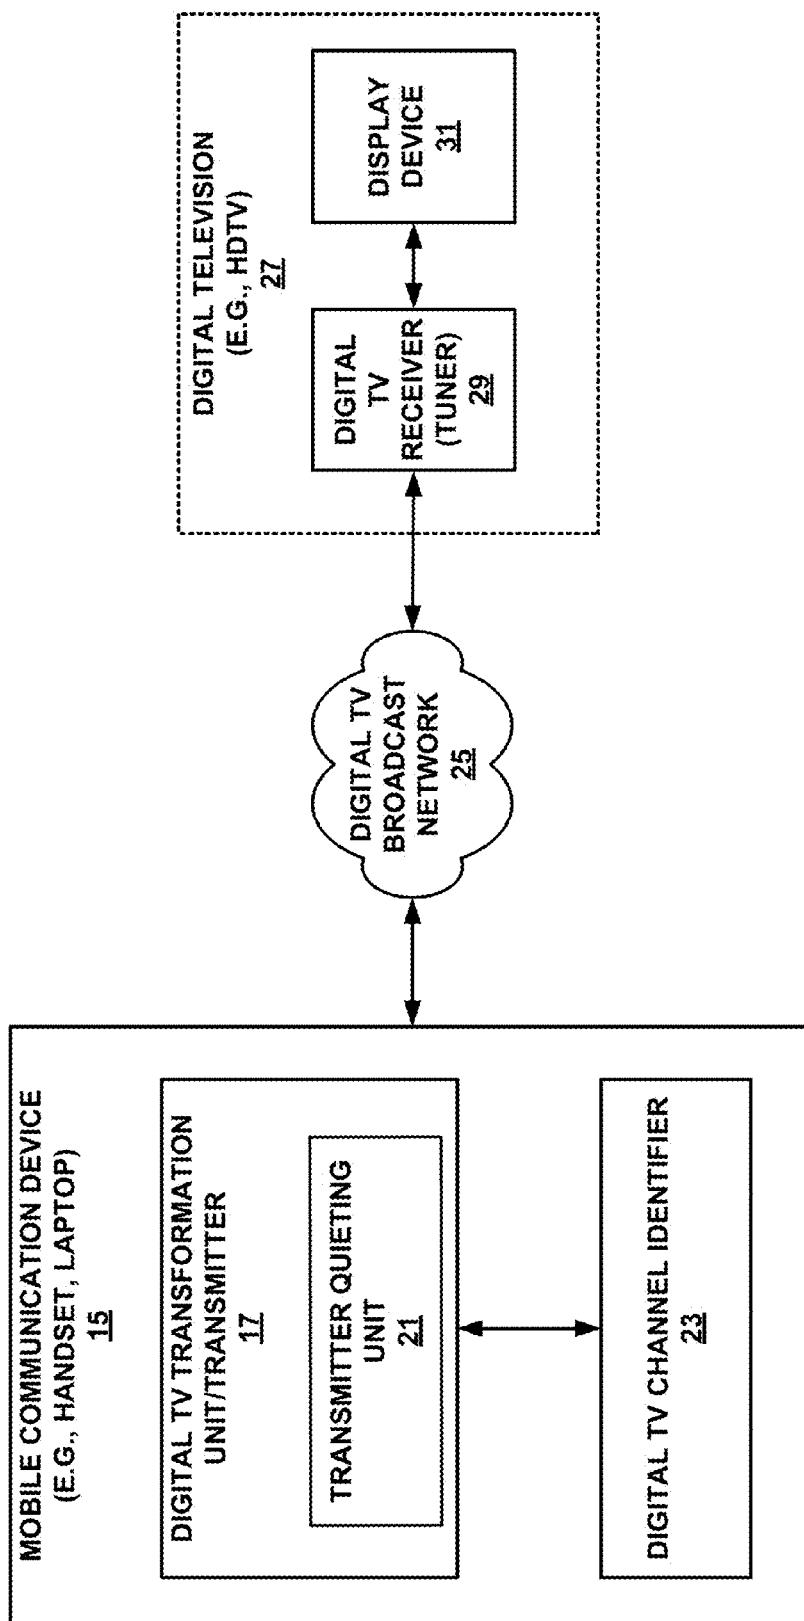 MOBILE COMMUNICATION DEVICE
(E.G., HANDSET, LAPTOP)
15
DIGITAL TV TRANSFORMATION
UNIT/TRANSMITTER
17
TRANSMITTER QUIETING
UNIT
21
DIGITAL TV CHANNEL IDENTIFIER
23
DIGITAL TV
BROADCAST
NETWORK
25
DIGITAL TELEVISION
(E.G., HDTV)
27
DIGITAL
TV
RECEIVER
(TUNER)
29
DISPLAY
DEVICE
31